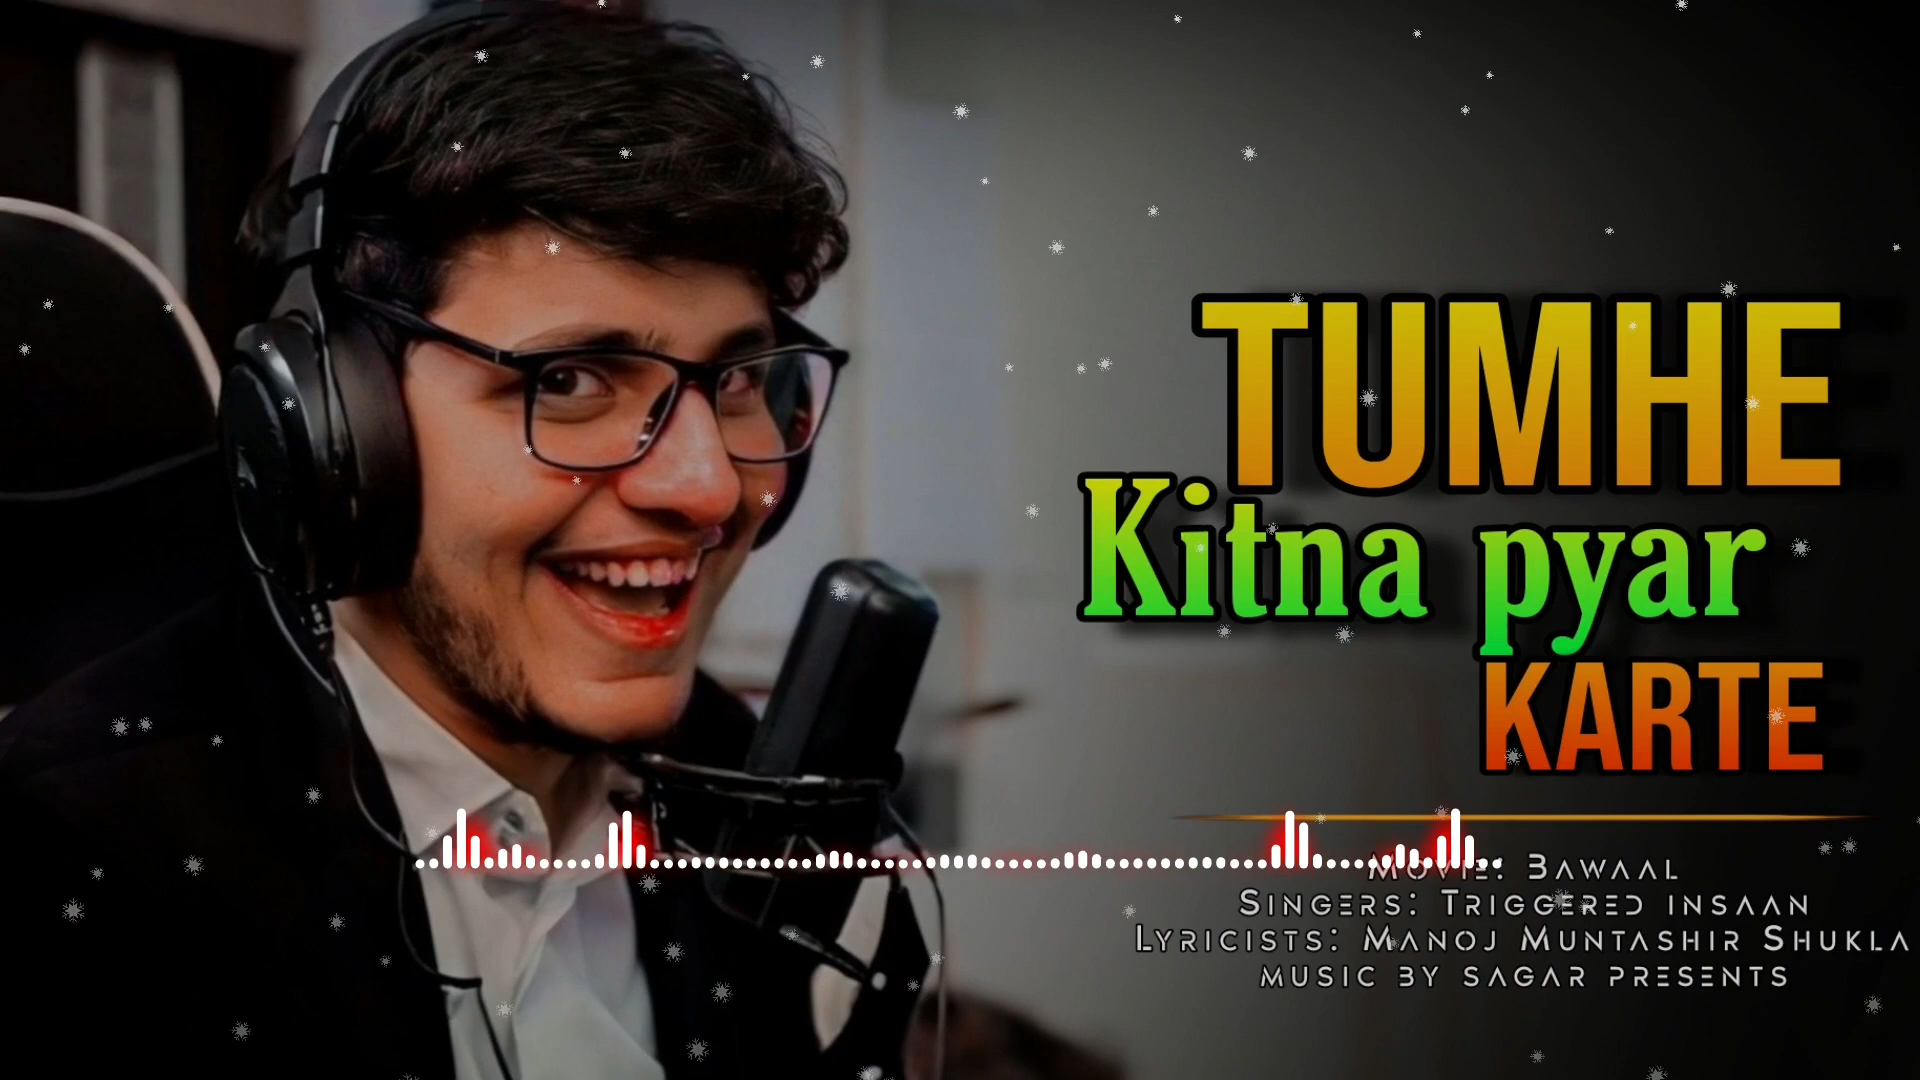 TUMHE
Kitna pyar
KARTE
Movie: Bawaal
Singers: Triggered insaan
Lyricists: Manoj Muntashir Shukla
music by sagar presents